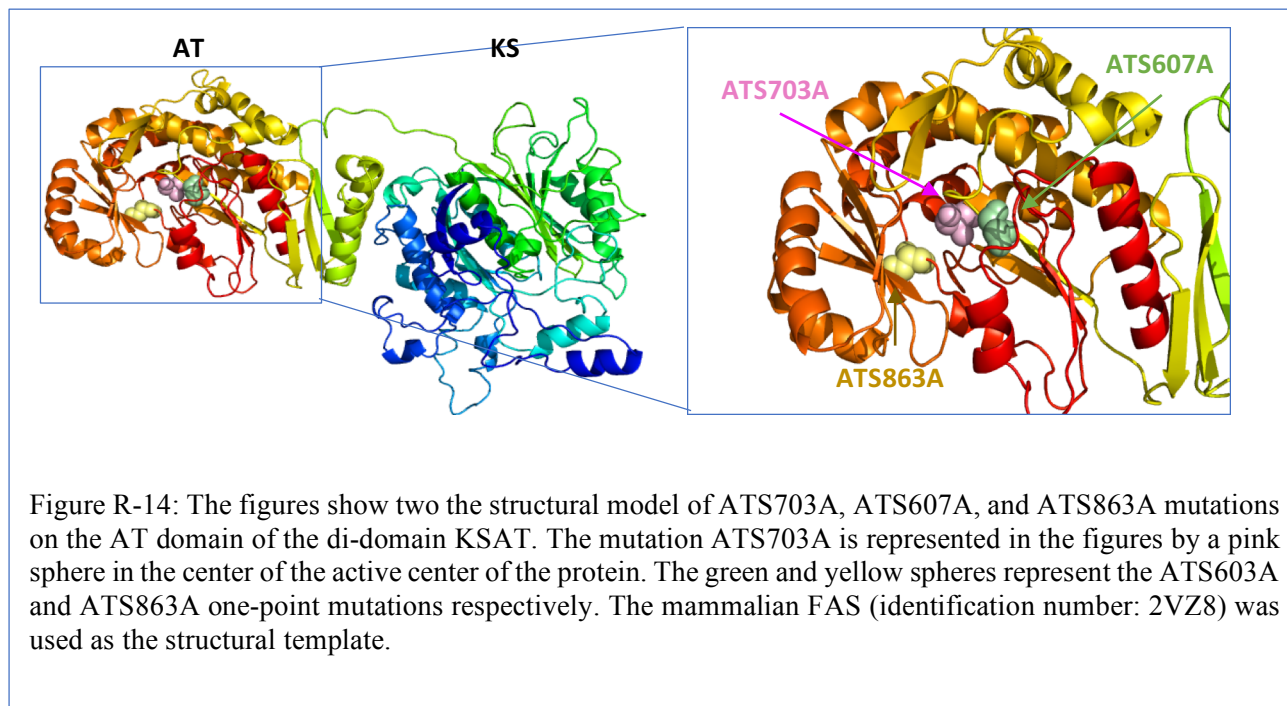 AT
KS
ATS703A
ATS607A
ATS863A
Figure R-14: The figures show two the structural model of ATS703A, ATS607A, and ATS863A mutations
on the AT domain of the di-domain KSAT. The mutation ATS703A is represented in the figures by a pink
sphere in the center of the active center of the protein. The green and yellow spheres represent the ATS603A
and ATS863A one-point mutations respectively. The mammalian FAS (identification number: 2VZ8) was
used as the structural template.